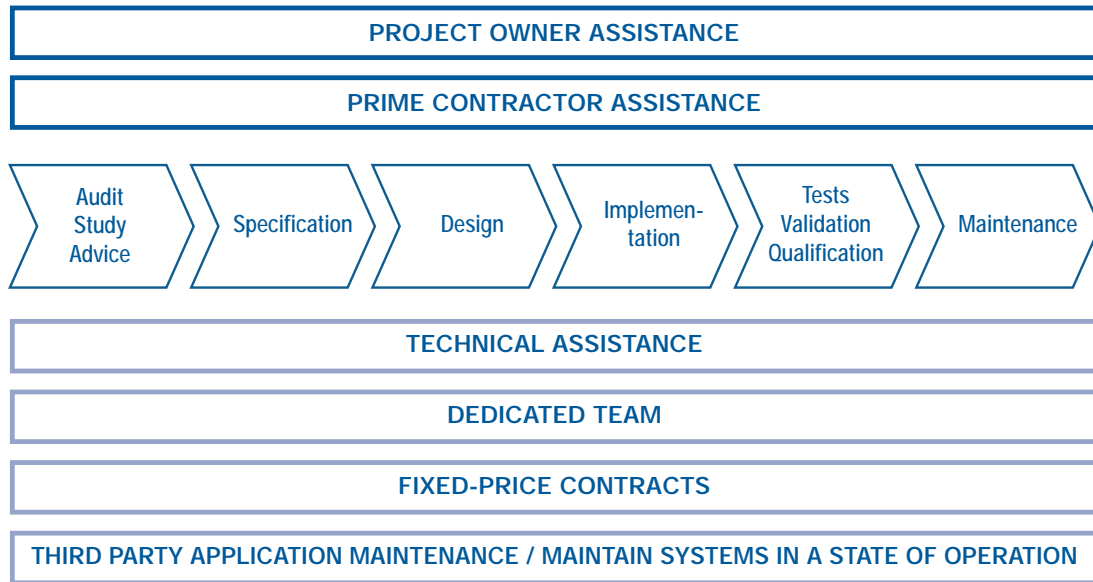 PROJECT OWNER ASSISTANCE
PRIME CONTRACTOR ASSISTANCE
Audit
Study
Advice
Specification
Design
Implemen-
tation
Tests
Validation
Qualification
Maintenance
TECHNICAL ASSISTANCE
DEDICATED TEAM
FIXED-PRICE CONTRACTS
THIRD PARTY APPLICATION MAINTENANCE / MAINTAIN SYSTEMS IN A STATE OF OPERATION